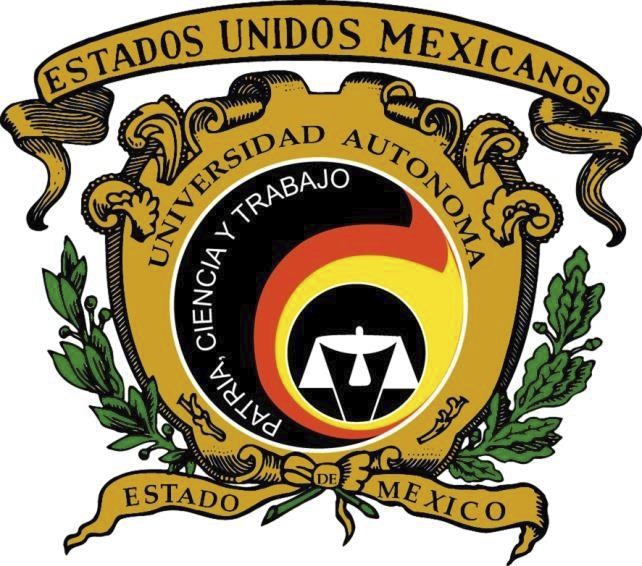 ESTADOS UNIDOS MEXICANOS
UNIVERSIDAD AUTONOMA
PATRIA, CIENCIA Y TRABAJO
ESTADO DE MEXICO